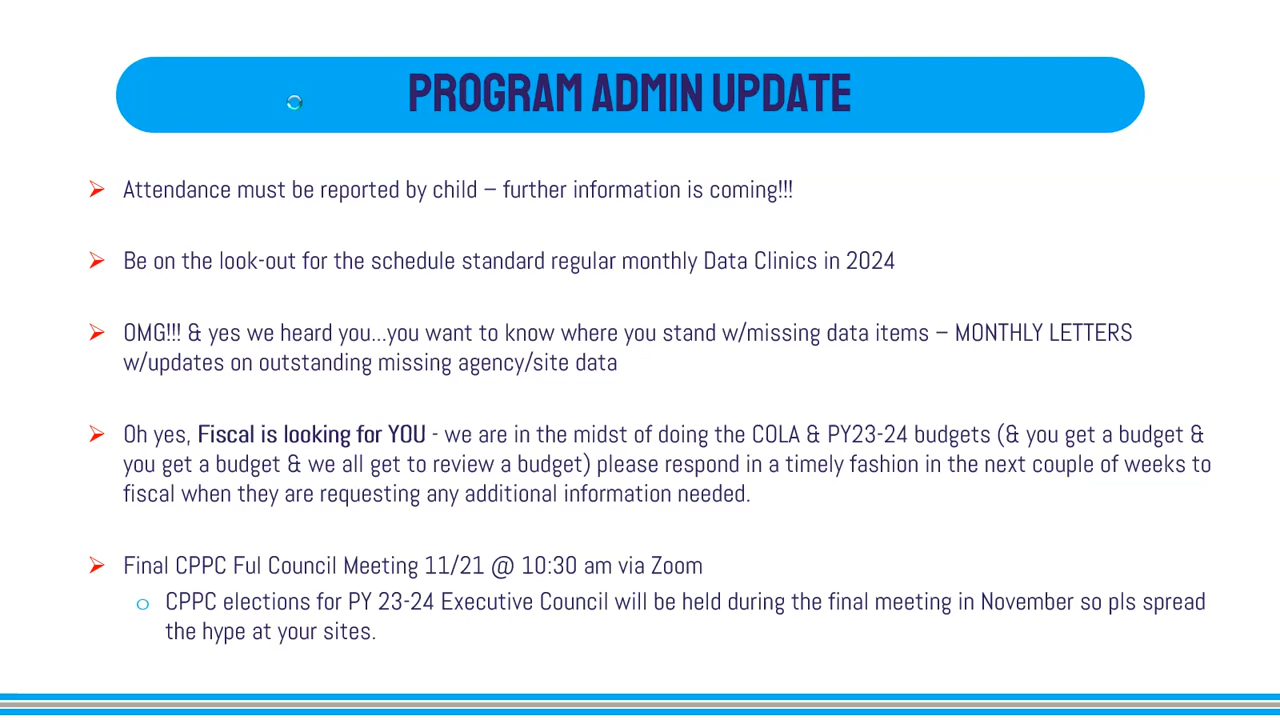 PROGRAM ADMIN UPDATE
Attendance must be reported by child – further information is coming!!!
Be on the look-out for the schedule standard regular monthly Data Clinics in 2024
OMG!!! & yes we heard you...you want to know where you stand w/missing data items – MONTHLY LETTERS
w/updates on outstanding missing agency/site data
Oh yes, Fiscal is looking for YOU - we are in the midst of doing the COLA & PY23-24 budgets (& you get a budget &
you get a budget & we all get to review a budget) please respond in a timely fashion in the next couple of weeks to
fiscal when they are requesting any additional information needed.
Final CPPC Ful Council Meeting 11/21 @ 10:30 am via Zoom
CPPC elections for PY 23-24 Executive Council will be held during the final meeting in November so pls spread
the hype at your sites.